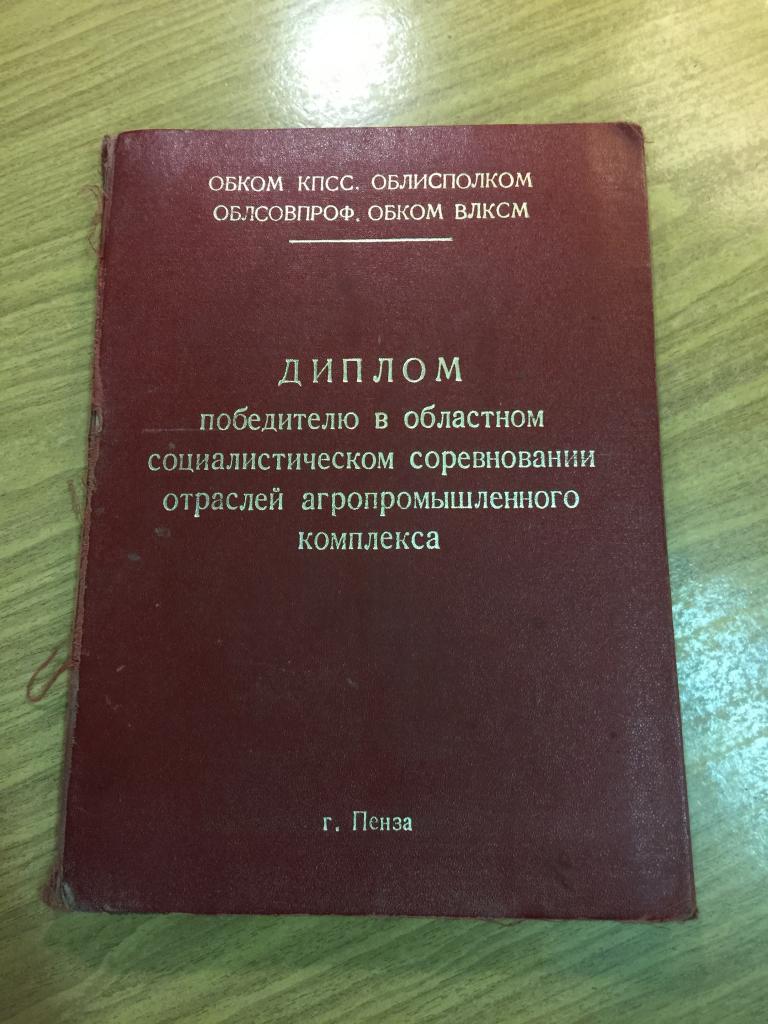 ОБКОМ КПСС, ОБЛИСПОЛКОМ
ОБЛСОВПРОФ, ОБКОМ ВЛКСМ
ДИПЛОМ
победителю в областном
социалистическом соревновании
отраслей агропромышленного
комплекса
г. Пенза